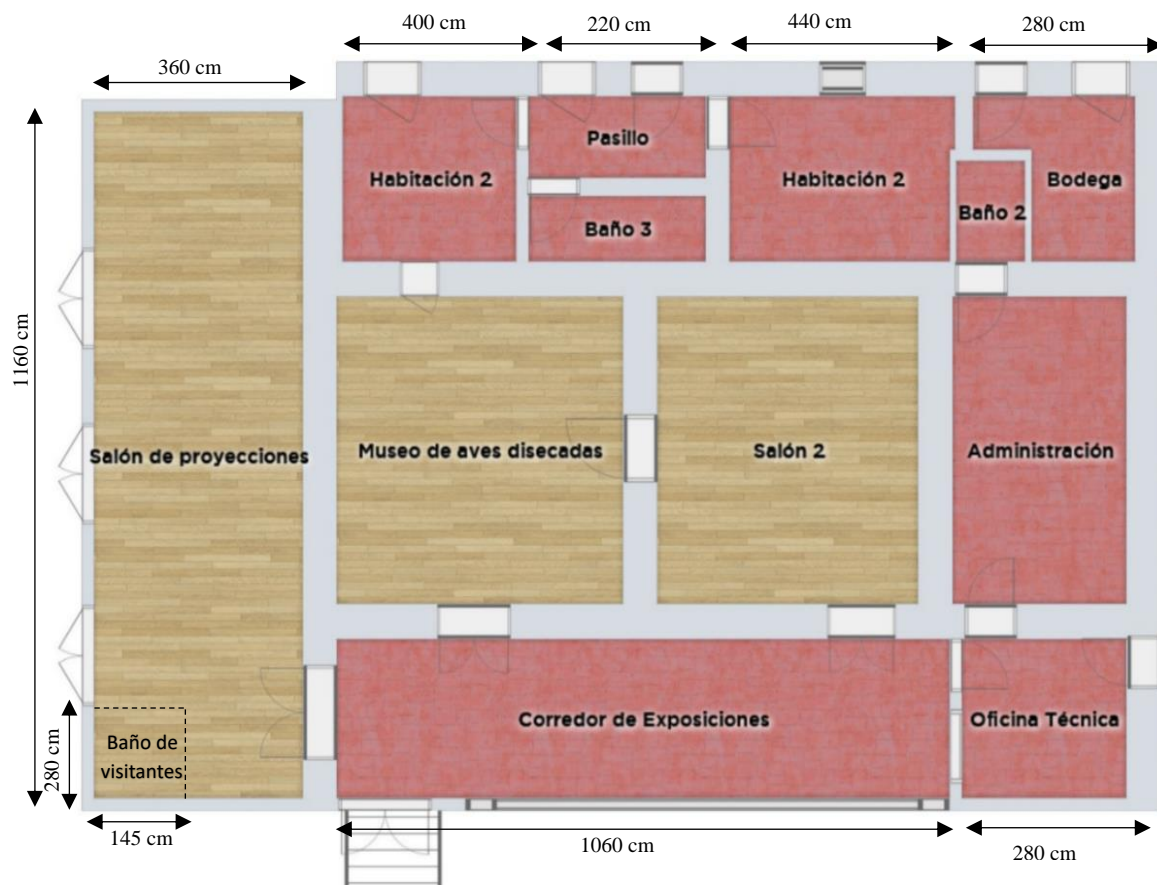 400 cm
220 cm
440 cm
280 cm
360 cm
Pasillo
Habitación 2
Habitación 2
Bodega
Baño 2
Baño 3
1160 cm
Salón de proyecciones
Museo de aves disecadas
Salón 2
Administración
Corredor de Exposiciones
Oficina Técnica
Baño de
visitantes
280 cm
145 cm
1060 cm
280 cm